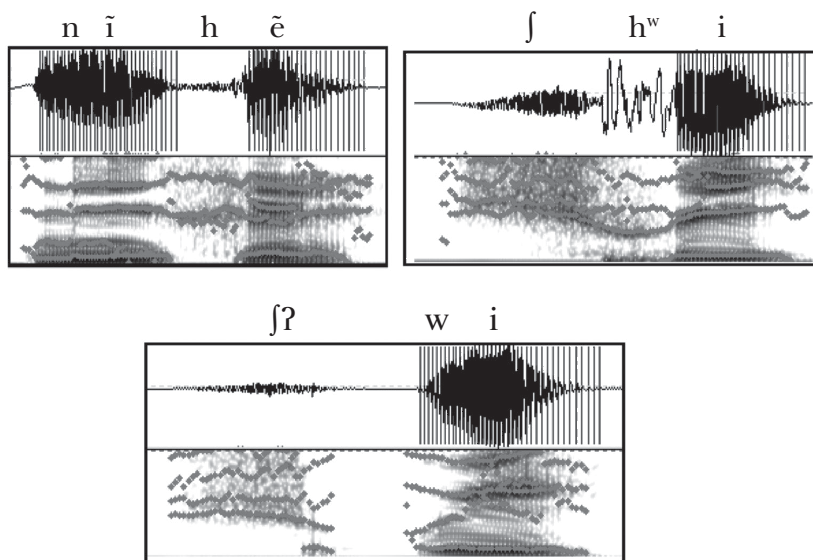 n ĩ h ẽ
ʃ hʷ i
ʃʔ w i